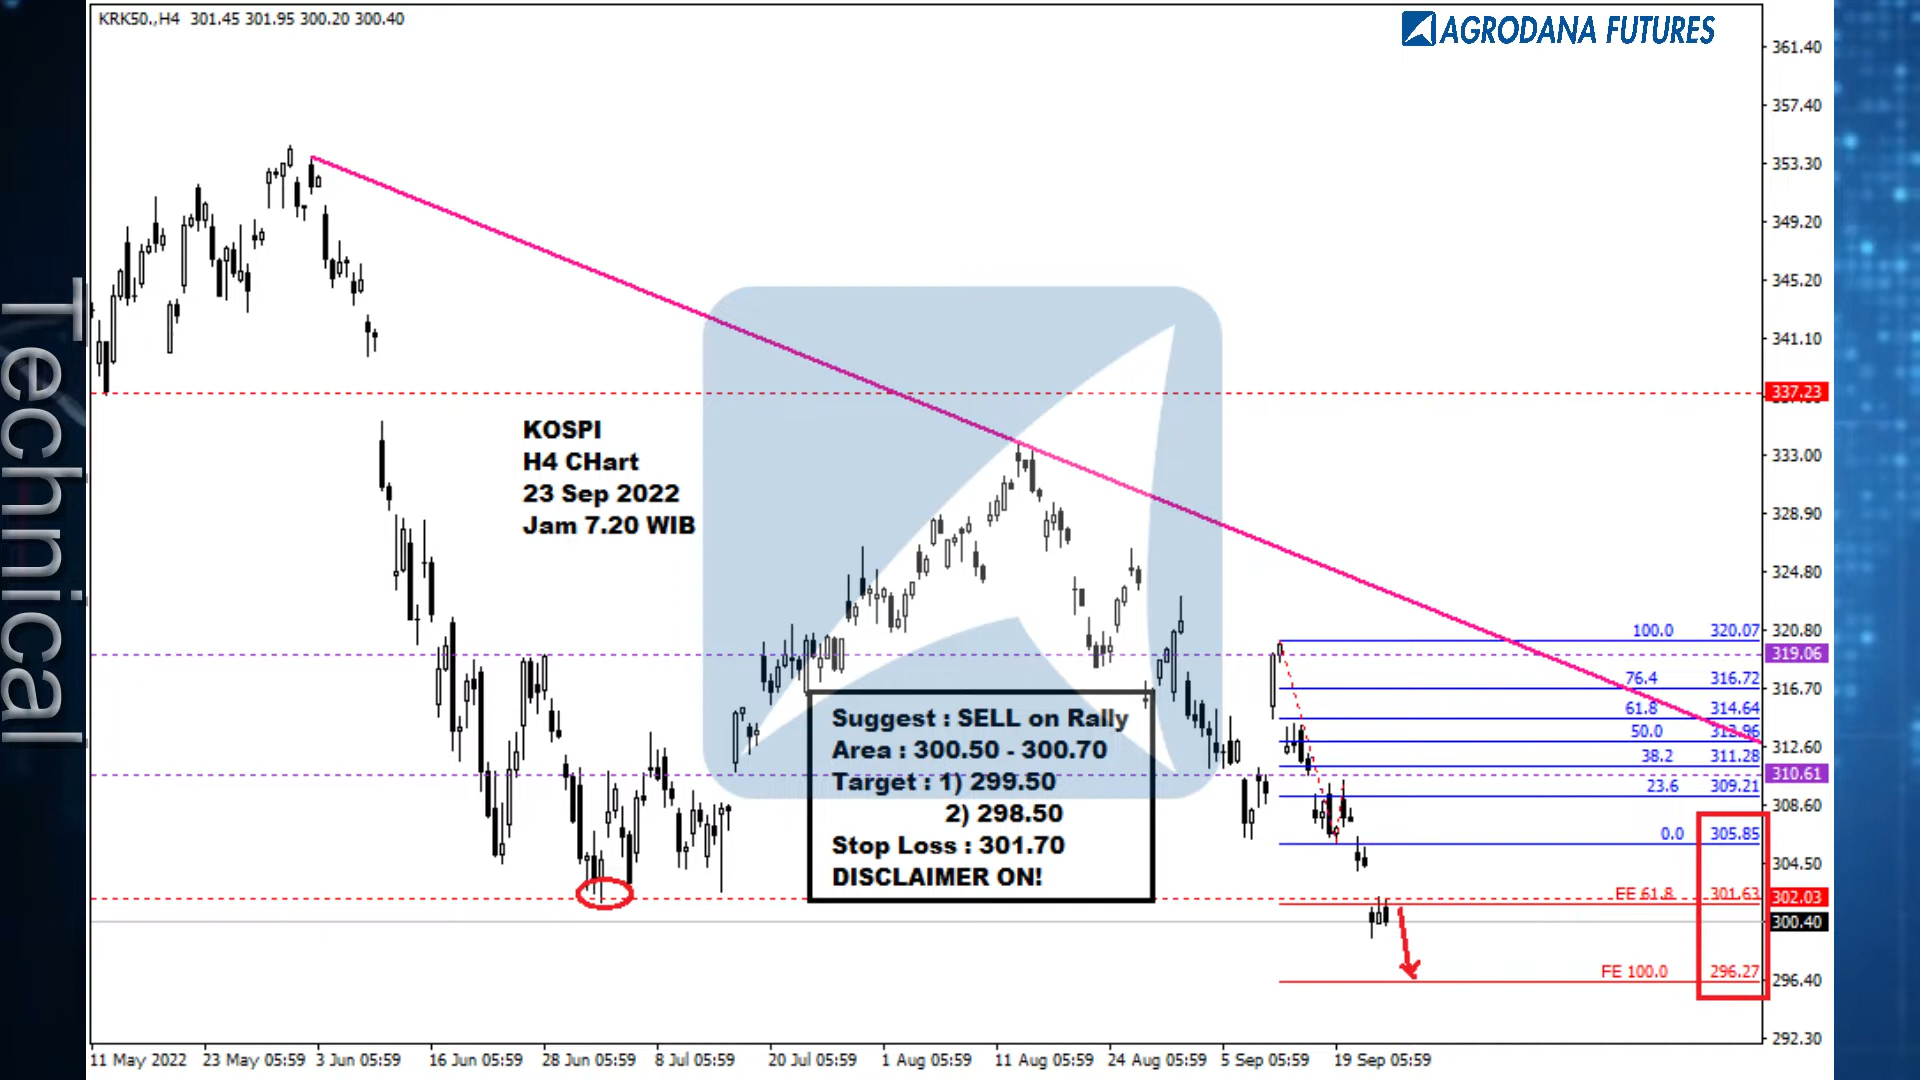 KRK50.,H4 301.45 301.95 300.20 300.40
AGRODANA FUTURES
Technical
361.40
357.40
353.30
349.20
345.20
341.10
337.23
333.00
328.90
324.80
320.80
319.06
316.70
312.60
310.61
308.60
304.50
302.03
300.40
296.40
292.30
KOSPI
H4 CHart
23 Sep 2022
Jam 7.20 WIB
Suggest : SELL on Rally
Area : 300.50 - 300.70
Target : 1) 299.50
2) 298.50
Stop Loss : 301.70
DISCLAIMER ON!
100.0 320.07
76.4 316.72
61.8 314.64
50.0 312.96
38.2 311.28
23.6 309.21
0.0 305.85
FE 61.8 301.63
FE 100.0 296.27
11 May 2022 23 May 05:59 3 Jun 05:59 16 Jun 05:59 28 Jun 05:59 8 Jul 05:59 20 Jul 05:59 1 Aug 05:59 11 Aug 05:59 24 Aug 05:59 5 Sep 05:59 19 Sep 05:59